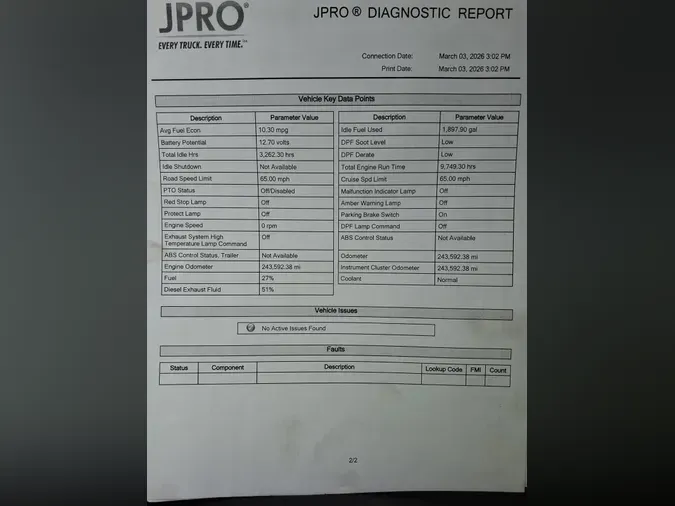 JPRO®
JPRO® DIAGNOSTIC REPORT
EVERY TRUCK. EVERY TIME.™
Connection Date: March 03, 2026 3:02 PM
Print Date: March 03, 2026 3:02 PM
Vehicle Key Data Points
Description Parameter Value Description Parameter Value
Avg Fuel Econ 10.30 mpg Idle Fuel Used 1,897.90 gal
Battery Potential 12.70 volts DPF Soot Level Low
Total Idle Hrs 3,262.30 hrs DPF Derate Low
Idle Shutdown Not Available Total Engine Run Time 9,749.30 hrs
Road Speed Limit 65.00 mph Cruise Spd Limit 65.00 mph
PTO Status Off/Disabled Malfunction Indicator Lamp Off
Red Stop Lamp Off Amber Warning Lamp Off
Protect Lamp Off Parking Brake Switch On
Engine Speed 0 rpm DPF Lamp Command Off
Exhaust System High Off ABS Control Status Not Available
Temperature Lamp Command
ABS Control Status, Trailer Not Available Odometer 243,592.38 mi
Engine Odometer 243,592.38 mi Instrument Cluster Odometer 243,592.38 mi
Fuel 27% Coolant Normal
Diesel Exhaust Fluid 51%
Vehicle Issues
No Active Issues Found
Faults
Status Component Description Lookup Code FMI Count
2/2